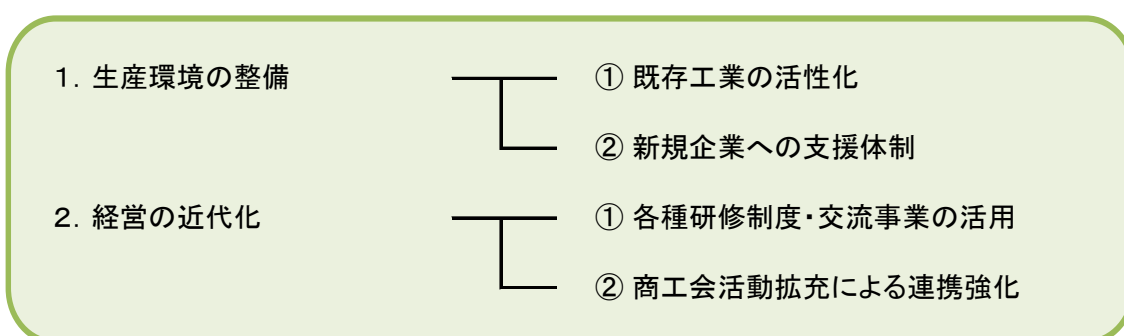 １．生産環境の整備 ① 既存工業の活性化
② 新規企業への支援体制
２．経営の近代化 ① 各種研修制度・交流事業の活用
② 商工会活動拡充による連携強化